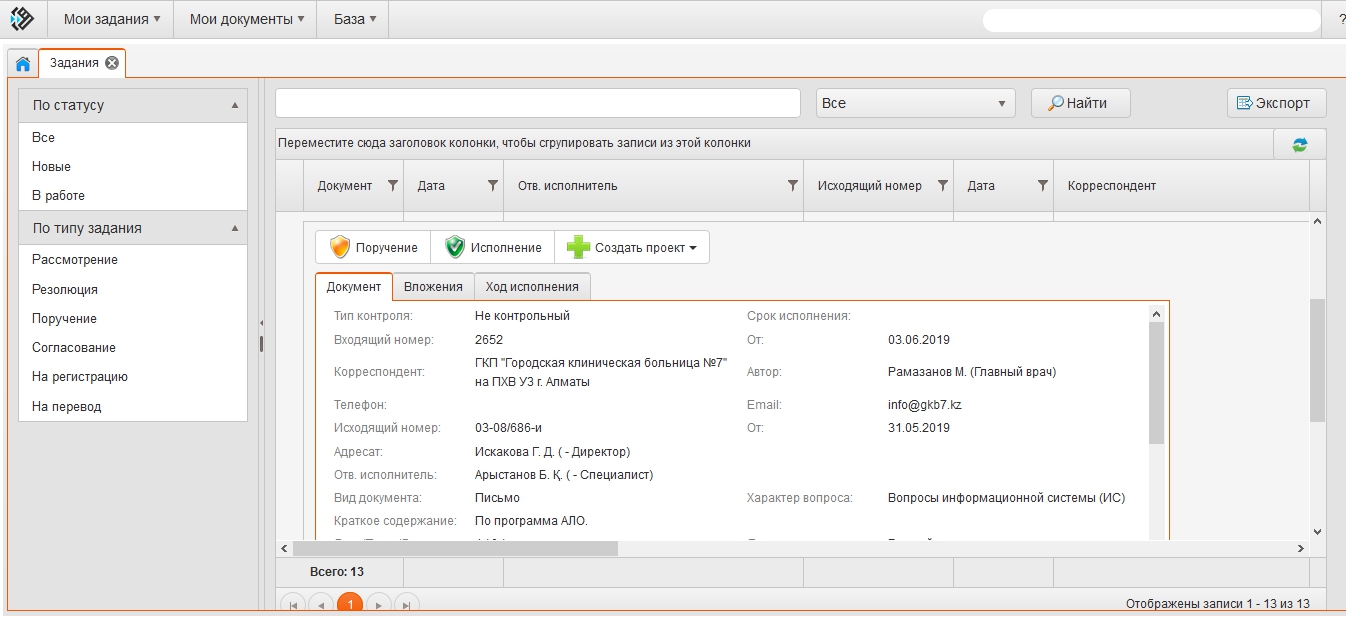 Мои задания
Мои документы
База
?
Задания
По статусу
Все
Новые
В работе
По типу задания
Рассмотрение
Резолюция
Поручение
Согласование
На регистрацию
На перевод
Все
Найти
Экспорт
Переместите сюда заголовок колонки, чтобы сгрупировать записи из этой колонки
Документ Дата Отв. исполнитель Исходящий номер Дата Корреспондент
Поручение Исполнение Создать проект
Документ Вложения Ход исполнения
Тип контроля: Не контрольный Срок исполнения:
Входящий номер: 2652 От: 03.06.2019
Корреспондент: ГКП "Городская клиническая больница №7"
на ПХВ УЗ г. Алматы
Автор: Рамазанов М. (Главный врач)
Телефон: Email: info@gkb7.kz
Исходящий номер: 03-08/686-и От: 31.05.2019
Адресат: Искакова Г. Д. ( - Директор)
Отв. исполнитель: Арыстанов Б. Қ. ( - Специалист)
Вид документа: Письмо Характер вопроса: Вопросы информационной системы (ИС)
Краткое содержание: По программа АЛО.
Всего: 13
1
Отображены записи 1 - 13 из 13